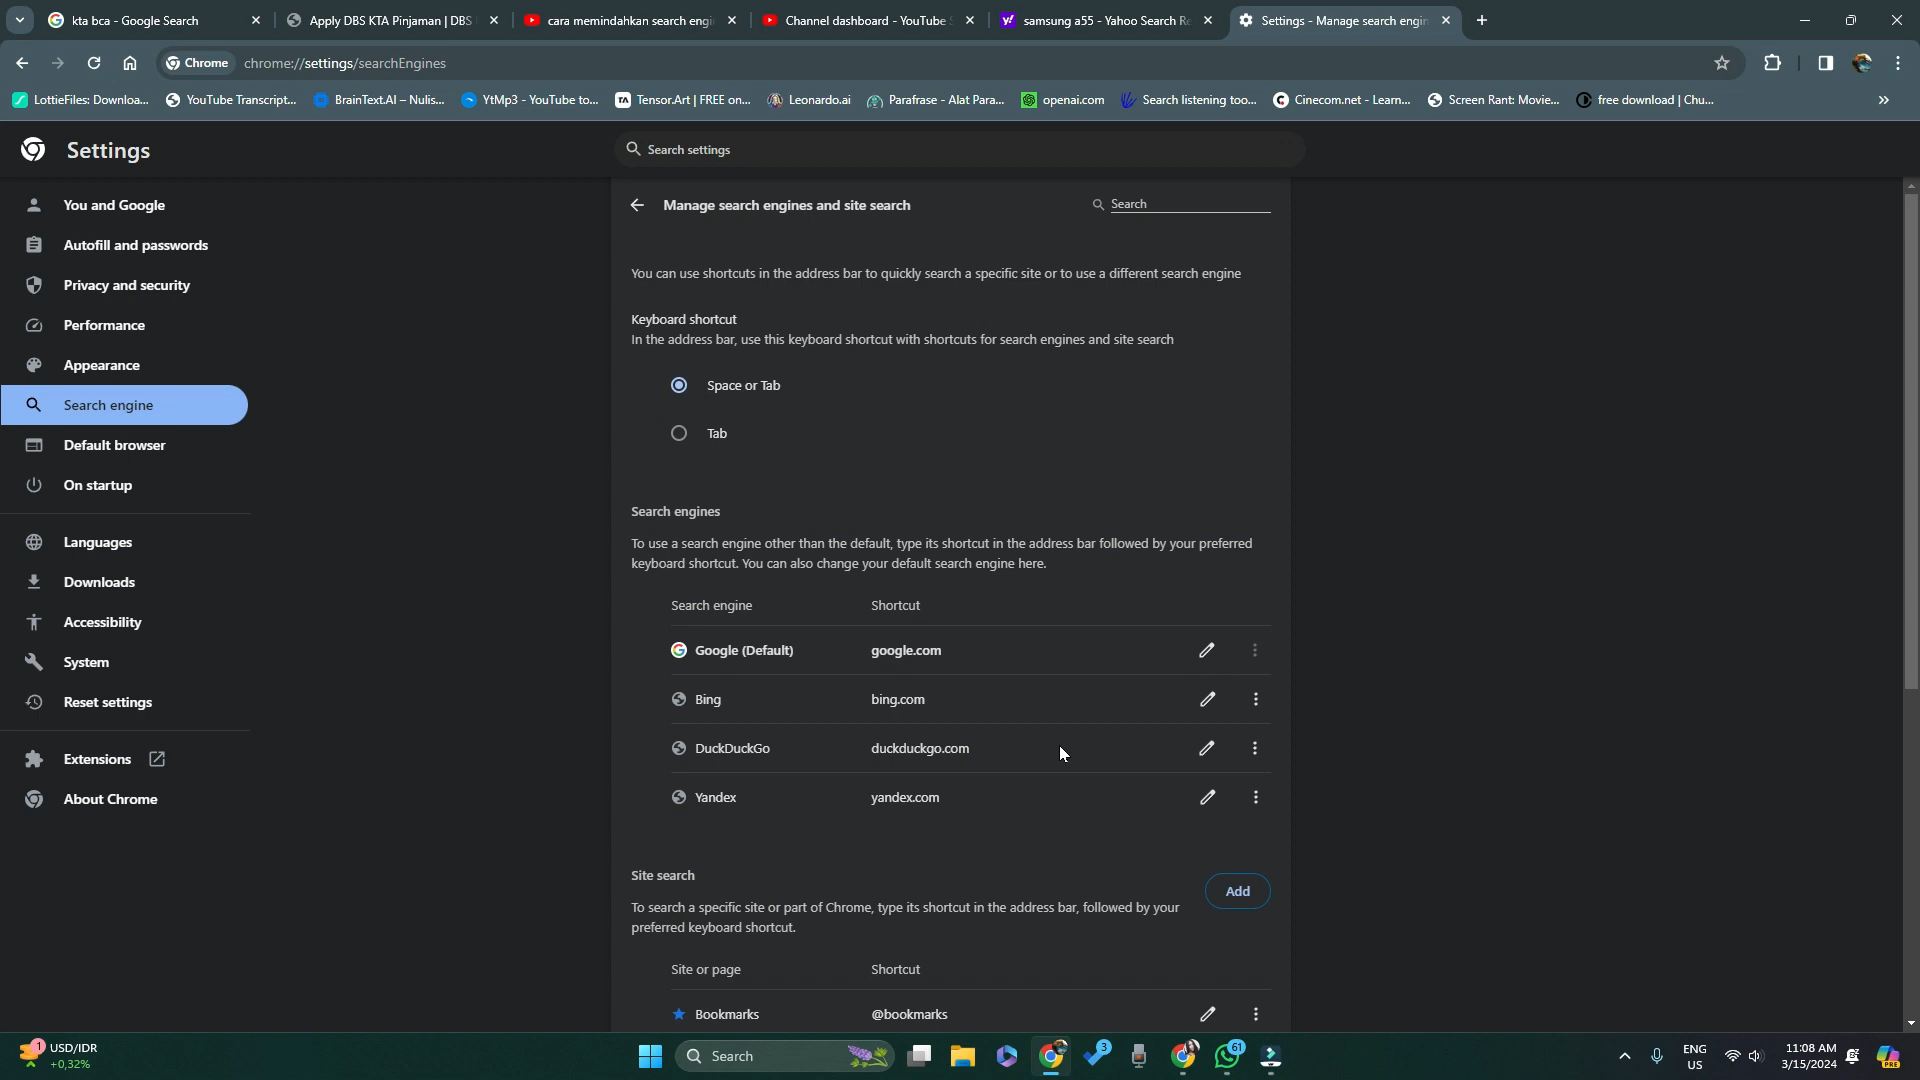 kta bca - Google Search
Apply DBS KTA Pinjaman | DBS
cara memindahkan search engi
Channel dashboard - YouTube S
samsung a55 - Yahoo Search Re
Settings - Manage search engin
Chrome
chrome://settings/searchEngines
LottieFiles: Downloa...
YouTube Transcript...
BrainText.AI – Nulis...
YtMp3 - YouTube to...
Tensor.Art | FREE on...
Leonardo.ai
Parafrase - Alat Para...
openai.com
Search listening too...
Cinecom.net - Learn...
Screen Rant: Movie...
free download | Chu...
Settings
Search settings
You and Google
Autofill and passwords
Privacy and security
Performance
Appearance
Search engine
Default browser
On startup
Languages
Downloads
Accessibility
System
Reset settings
Extensions
About Chrome
Manage search engines and site search
Search
You can use shortcuts in the address bar to quickly search a specific site or to use a different search engine
Keyboard shortcut
In the address bar, use this keyboard shortcut with shortcuts for search engines and site search
Space or Tab
Tab
Search engines
To use a search engine other than the default, type its shortcut in the address bar followed by your preferred
keyboard shortcut. You can also change your default search engine here.
Search engine Shortcut
Google (Default) google.com
Bing bing.com
DuckDuckGo duckduckgo.com
Yandex yandex.com
Site search
Add
To search a specific site or part of Chrome, type its shortcut in the address bar, followed by your
preferred keyboard shortcut.
Site or page Shortcut
Bookmarks @bookmarks
1
USD/IDR
+0,32%
Search
3
61
ENG
US
11:08 AM
3/15/2024
PRE